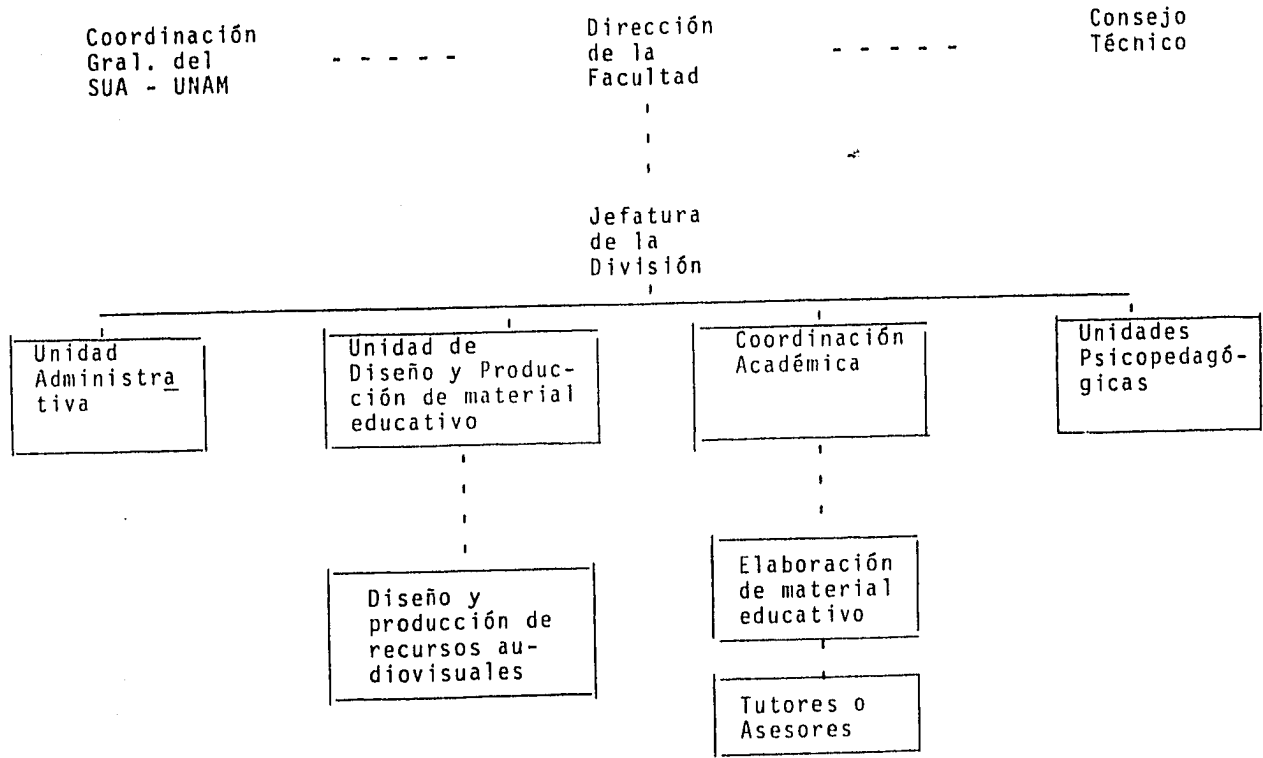 Coordinación
Gral. del
SUA - UNAM
Dirección
de la
Facultad
Consejo
Técnico
Jefatura
de la
División
Unidad
Administra
tiva
Unidad de
Diseño y Produc-
ción de material
educativo
Coordinación
Académica
Unidades
Psicopedagó-
gicas
Diseño y
producción de
recursos au-
diovisuales
Elaboración
de material
educativo
Tutores o
Asesores